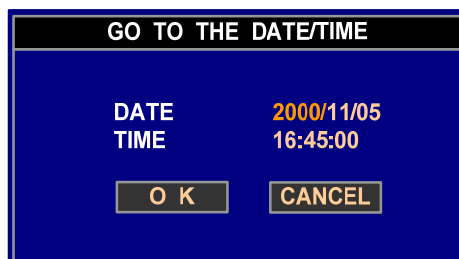 GO TO THE DATE/TIME
DATE 2000/11/05
TIME 16:45:00
O K CANCEL